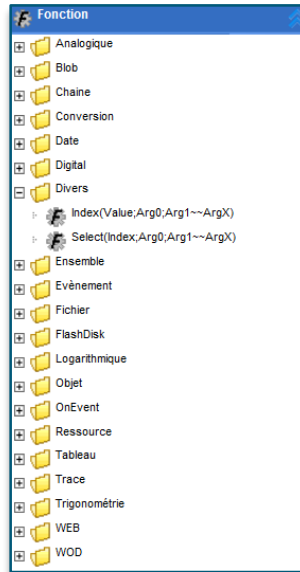 Fonction
Analogique
Blob
Chaine
Conversion
Date
Digital
Divers
Index(Value;Arg0;Arg1~~ArgX)
Select(Index;Arg0;Arg1~~ArgX)
Ensemble
Evènement
Fichier
FlashDisk
Logarithmique
Objet
OnEvent
Ressource
Tableau
Trace
Trigonométrie
WEB
WOD